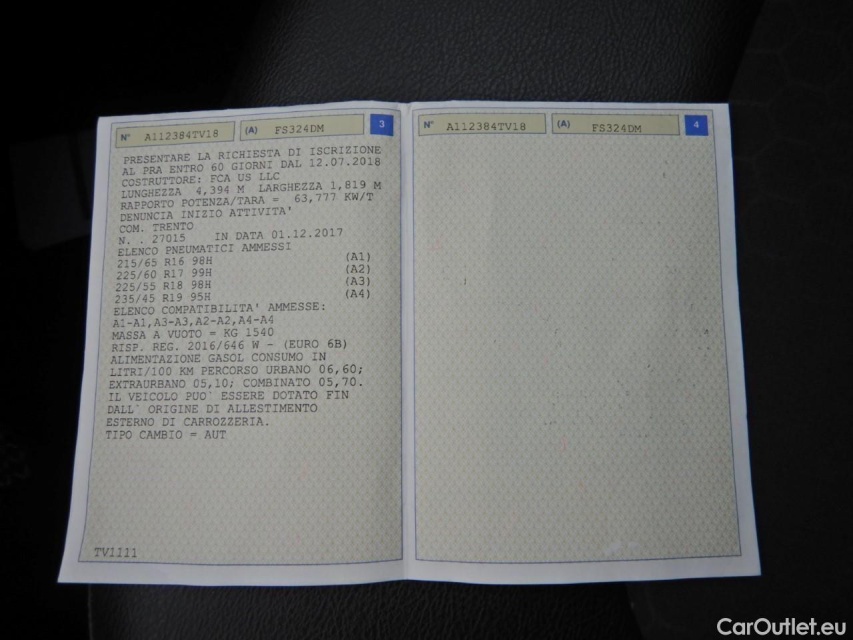 N° A112384TV18 (A) FS324DM 3
PRESENTARE LA RICHIESTA DI ISCRIZIONE
AL PRA ENTRO 60 GIORNI DAL 12.07.2018
COSTRUTTORE: FCA US LLC
LUNGHEZZA 4,394 M LARGHEZZA 1,819 M
RAPPORTO POTENZA/TARA = 63,777 KW/T
DENUNCIA INIZIO ATTIVITA'
COM. TRENTO
N. . 27015 IN DATA 01.12.2017
ELENCO PNEUMATICI AMMESSI
215/65 R16 98H (A1)
225/60 R17 99H (A2)
225/55 R18 98H (A3)
235/45 R19 95H (A4)
ELENCO COMPATIBILITA' AMMESSE:
A1-A1,A3-A3,A2-A2,A4-A4
MASSA A VUOTO = KG 1540
RISP. REG. 2016/646 W - (EURO 6B)
ALIMENTAZIONE GASOL CONSUMO IN
LITRI/100 KM PERCORSO URBANO 06,60;
EXTRAURBANO 05,10; COMBINATO 05,70.
IL VEICOLO PUO' ESSERE DOTATO FIN
DALL' ORIGINE DI ALLESTIMENTO
ESTERNO DI CARROZZERIA.
TIPO CAMBIO = AUT
TV1111
N° A112384TV18 (A) FS324DM 4
CarOutlet.eu